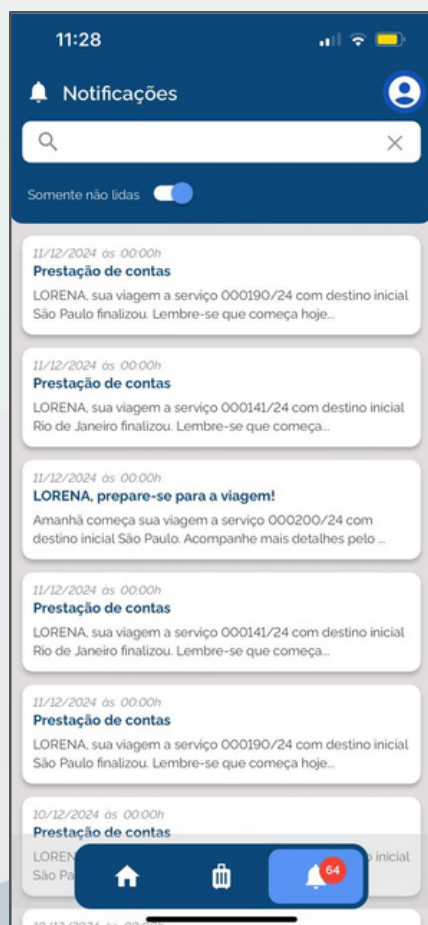 11:28
Notificações
Somente não lidas
11/12/2024 às 00:00h
Prestação de contas
LORENA, sua viagem a serviço 000190/24 com destino inicial
São Paulo finalizou. Lembre-se que começa hoje...
11/12/2024 às 00:00h
Prestação de contas
LORENA, sua viagem a serviço 000141/24 com destino inicial
Rio de Janeiro finalizou. Lembre-se que começa...
11/12/2024 às 00:00h
LORENA, prepare-se para a viagem!
Amanhã começa sua viagem a serviço 000200/24 com
destino inicial São Paulo. Acompanhe mais detalhes pelo ...
11/12/2024 às 00:00h
Prestação de contas
LORENA, sua viagem a serviço 000141/24 com destino inicial
Rio de Janeiro finalizou. Lembre-se que começa...
11/12/2024 às 00:00h
Prestação de contas
LORENA, sua viagem a serviço 000190/24 com destino inicial
São Paulo finalizou. Lembre-se que começa hoje...
10/12/2024 às 00:00h
Prestação de contas
LOREN inicial
São Pa
64